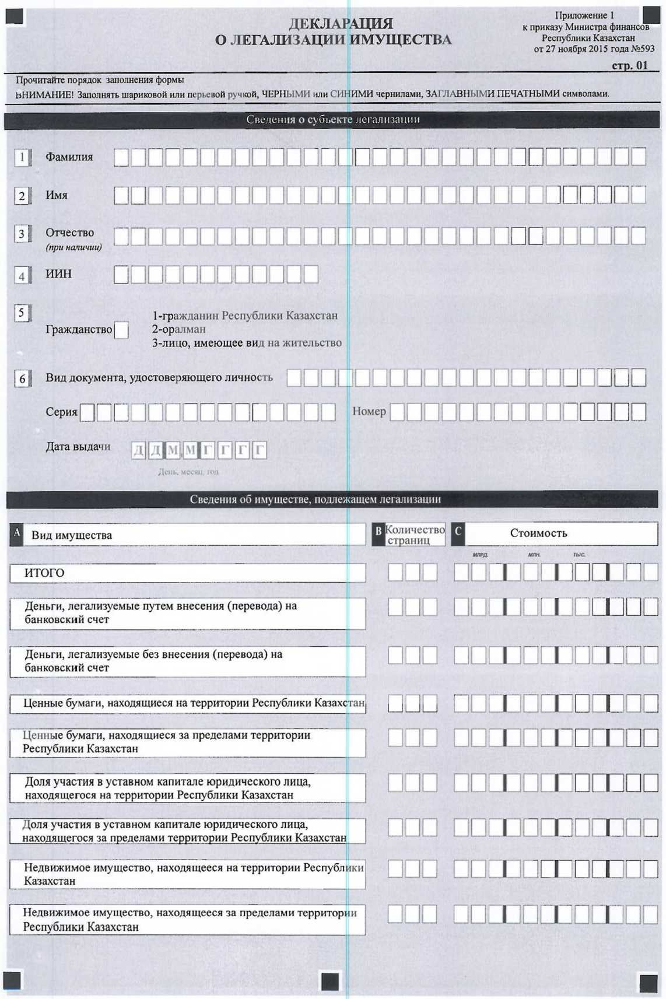 ДЕКЛАРАЦИЯ
О ЛЕГАЛИЗАЦИИ ИМУЩЕСТВА
Приложение 1
к приказу Министра финансов
Республики Казахстан
от 27 ноября 2015 года №593
стр. 01
Прочитайте порядок заполнения формы
ВНИМАНИЕ! Заполнять шариковой или перьевой ручкой, ЧЕРНЫМИ или СИНИМИ чернилами, ЗАГЛАВНЫМИ ПЕЧАТНЫМИ символами.
Сведения о субъекте легализации
1 Фамилия
2 Имя
3 Отчество
(при наличии)
4 ИИН
5
1-гражданин Республики Казахстан
Гражданство 2-оралман
3-лицо, имеющее вид на жительство
6 Вид документа, удостоверяющего личность
Серия Номер
Дата выдачи Д Д М М Г Г Г Г
День, месяц, год
Сведения об имуществе, подлежащем легализации
A Вид имущества B Количество страниц C Стоимость
млрд. млн. тыс.
ИТОГО
Деньги, легализуемые путем внесения (перевода) на
банковский счет
Деньги, легализуемые без внесения (перевода) на
банковский счет
Ценные бумаги, находящиеся на территории Республики Казахстан
Ценные бумаги, находящиеся за пределами территории
Республики Казахстан
Доля участия в уставном капитале юридического лица,
находящегося на территории Республики Казахстан
Доля участия в уставном капитале юридического лица,
находящегося за пределами территории Республики Казахстан
Недвижимое имущество, находящееся на территории Республики
Казахстан
Недвижимое имущество, находящееся за пределами территории
Республики Казахстан